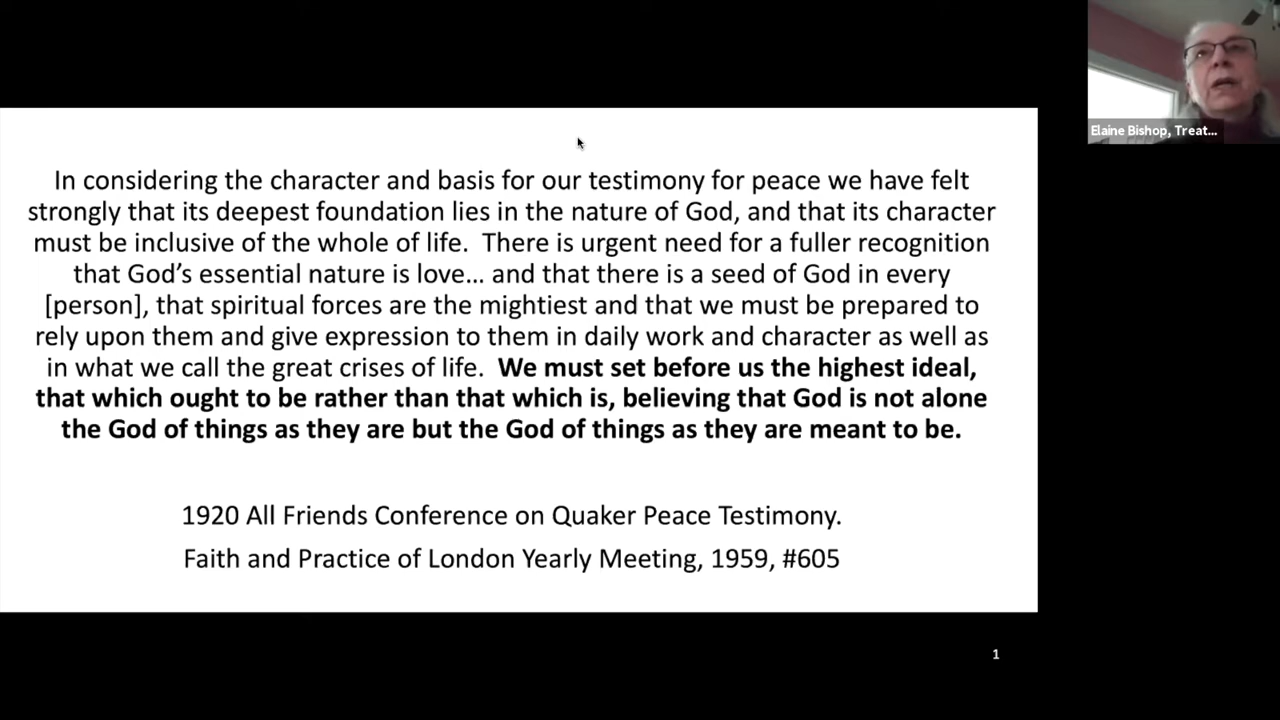 In considering the character and basis for our testimony for peace we have felt
strongly that its deepest foundation lies in the nature of God, and that its character
must be inclusive of the whole of life.  There is urgent need for a fuller recognition
that God’s essential nature is love… and that there is a seed of God in every
[person], that spiritual forces are the mightiest and that we must be prepared to
rely upon them and give expression to them in daily work and character as well as
in what we call the great crises of life.  We must set before us the highest ideal,
that which ought to be rather than that which is, believing that God is not alone
the God of things as they are but the God of things as they are meant to be.
1920 All Friends Conference on Quaker Peace Testimony.
Faith and Practice of London Yearly Meeting, 1959, #605
1
Elaine Bishop, Treat...